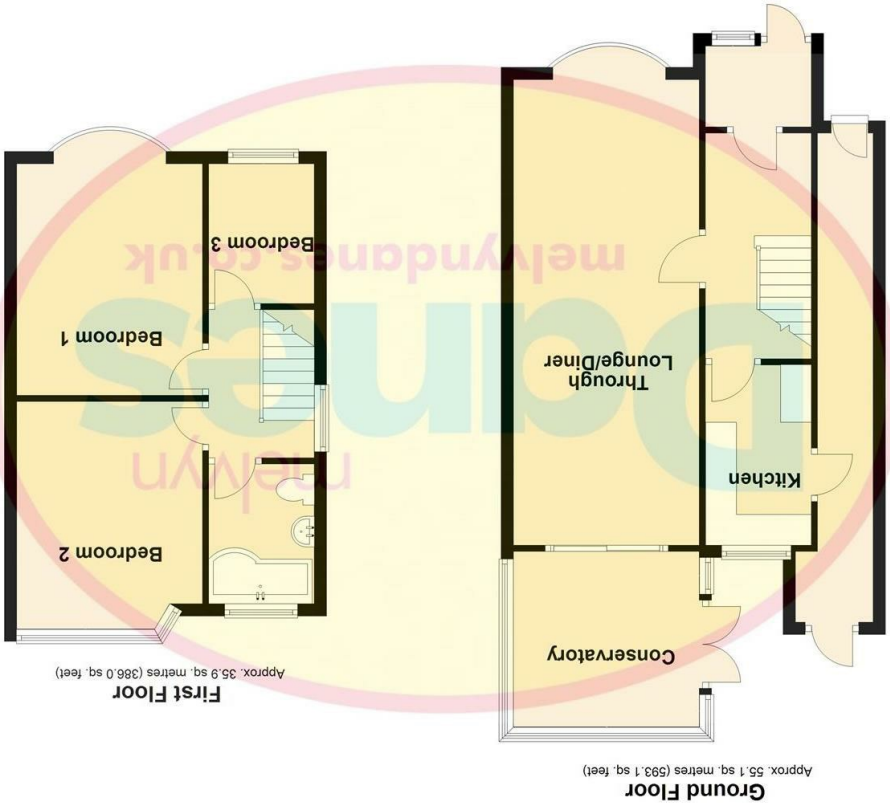 Ground Floor
Approx. 55.1 sq. metres (593.1 sq. feet)
Conservatory
Kitchen
Through
Lounge/Diner
First Floor
Approx. 35.9 sq. metres (386.0 sq. feet)
Bedroom 2
Bedroom 1
Bedroom 3
melvyn
Danes
melvyndanes.co.uk